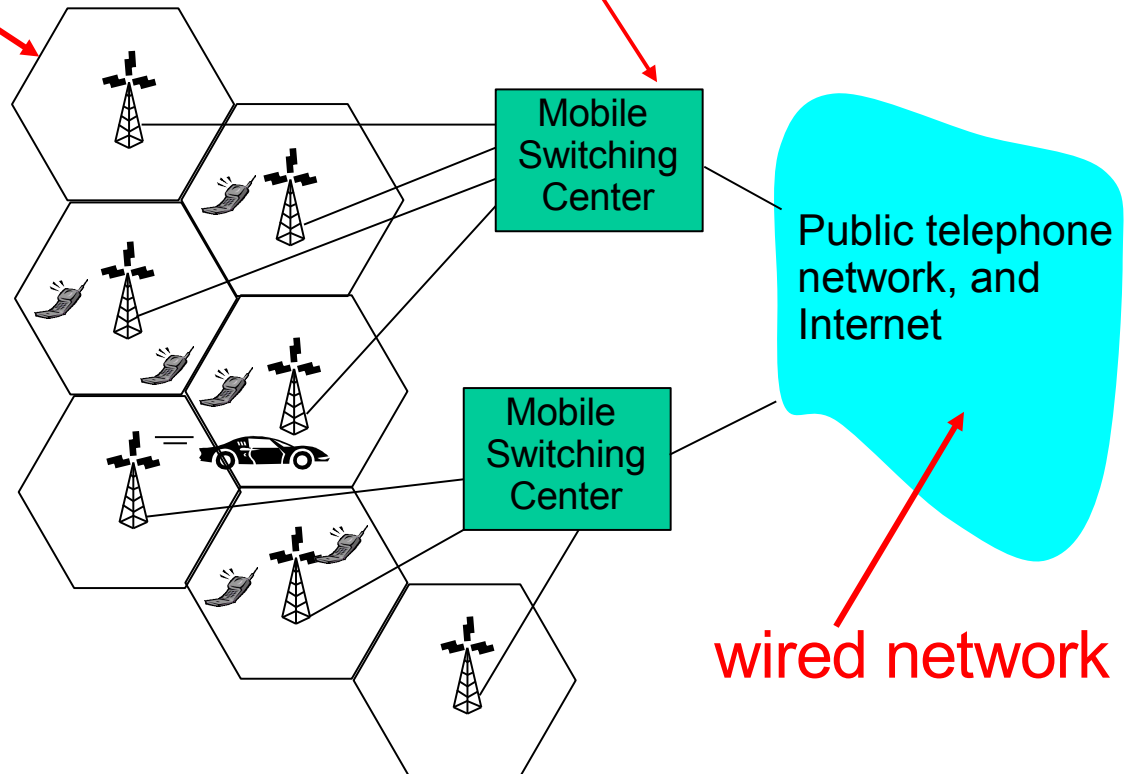 Mobile
Switching
Center
Public telephone
network, and
Internet
Mobile
Switching
Center
wired network